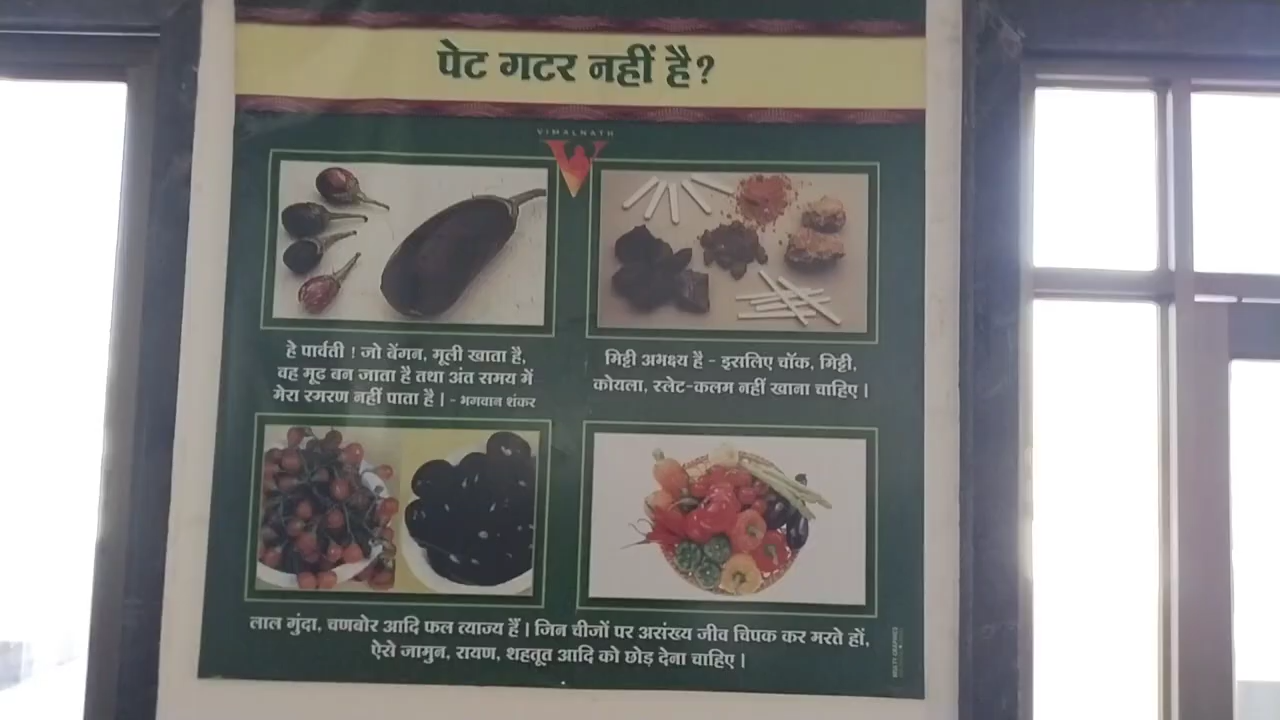 पेट गटर नहीं है?
VIMALNATH
हे पार्वती ! जो बेंगन, मूली खाता है,
वह मूढ बन जाता है तथा अंत समय में
मेरा स्मरण नहीं पाता है । - भगवान शंकर
मिट्टी अभक्ष्य है - इसलिए चॉक, मिट्टी,
कोयला, स्लेट-कलम नहीं खाना चाहिए ।
लाल गुंदा, चणबोर आदि फल त्याज्य हैं । जिन चीजों पर असंख्य जीव चिपक कर मरते हों,
ऐसे जामुन, रायण, शहतूत आदि को छोड़ देना चाहिए ।